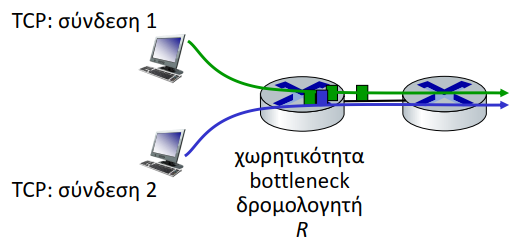 TCP: σύνδεση 1
χωρητικότητα
bottleneck
δρομολογητή
R
TCP: σύνδεση 2